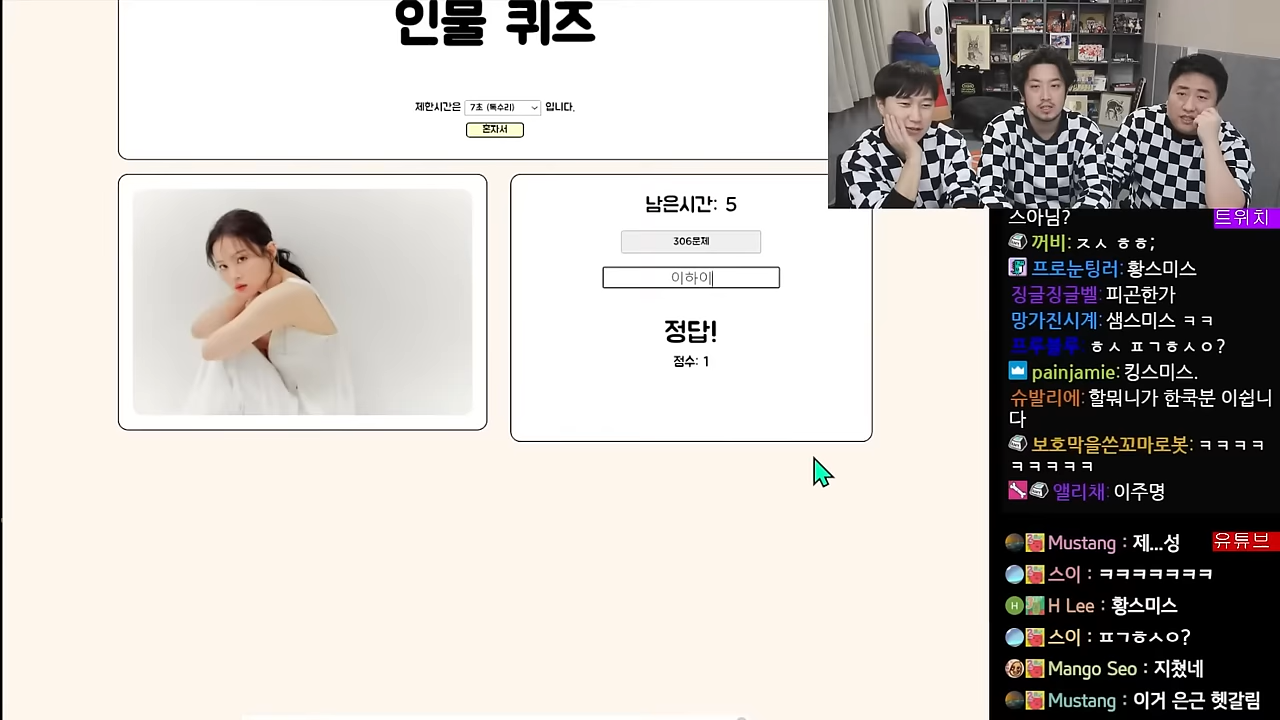 인물 퀴즈
제한시간은 7초 (독수리) 입니다.
혼자서
남은시간: 5
306문제
이하이
정답!
점수: 1
스아님?
트위치
꺼비: ㅈㅅ ㅎㅎ;
프로눈팅러: 황스미스
징글징글벨: 피곤한가
망가진시계: 샘스미스 ㅋㅋ
프루블루: ㅎㅅ ㅍㄱㅎㅅㅇ?
painjamie: 킹스미스.
슈발리에: 할뭐니가 한쿡분 이쉽니
다
보호막을쓴꼬마로봇: ㅋㅋㅋㅋ
ㅋㅋㅋㅋㅋ
앨리채: 이주명
Mustang : 제...성
유튜브
스이 : ㅋㅋㅋㅋㅋㅋㅋ
H
H Lee : 황스미스
스이 : ㅍㄱㅎㅅㅇ?
Mango Seo : 지쳤네
Mustang : 이거 은근 헷갈림